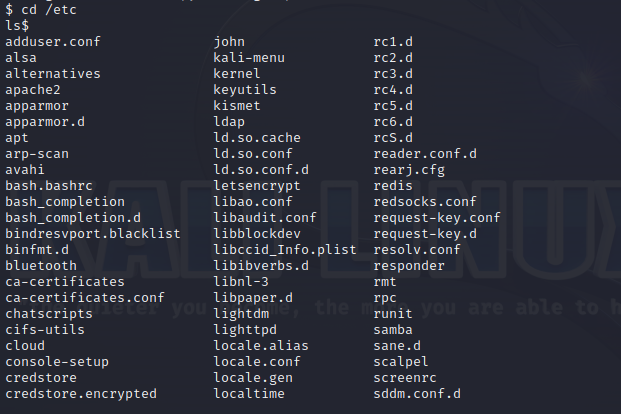 $ cd /etc
ls$
adduser.conf john rc1.d
alsa kali-menu rc2.d
alternatives kernel rc3.d
apache2 keyutils rc4.d
apparmor kismet rc5.d
apparmor.d ldap rc6.d
apt ld.so.cache rcS.d
arp-scan ld.so.conf reader.conf.d
avahi ld.so.conf.d rearj.cfg
bash.bashrc letsencrypt redis
bash_completion libao.conf redsocks.conf
bash_completion.d libaudit.conf request-key.conf
bindresvport.blacklist libblockdev request-key.d
binfmt.d libccid_Info.plist resolv.conf
bluetooth libibverbs.d responder
ca-certificates libnl-3 rmt
ca-certificates.conf libpaper.d rpc
chatscripts lightdm runit
cifs-utils lighttpd samba
cloud locale.alias sane.d
console-setup locale.conf scalpel
credstore locale.gen screenrc
credstore.encrypted localtime sddm.conf.d